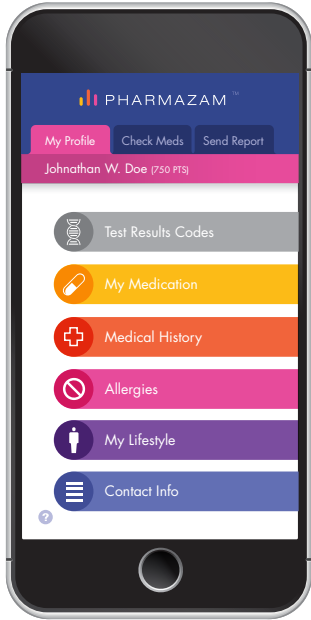 PHARMAZAM™
My Profile Check Meds Send Report
Johnathan W. Doe (750 PTS)
Test Results Codes
My Medication
Medical History
Allergies
My Lifestyle
Contact Info
?